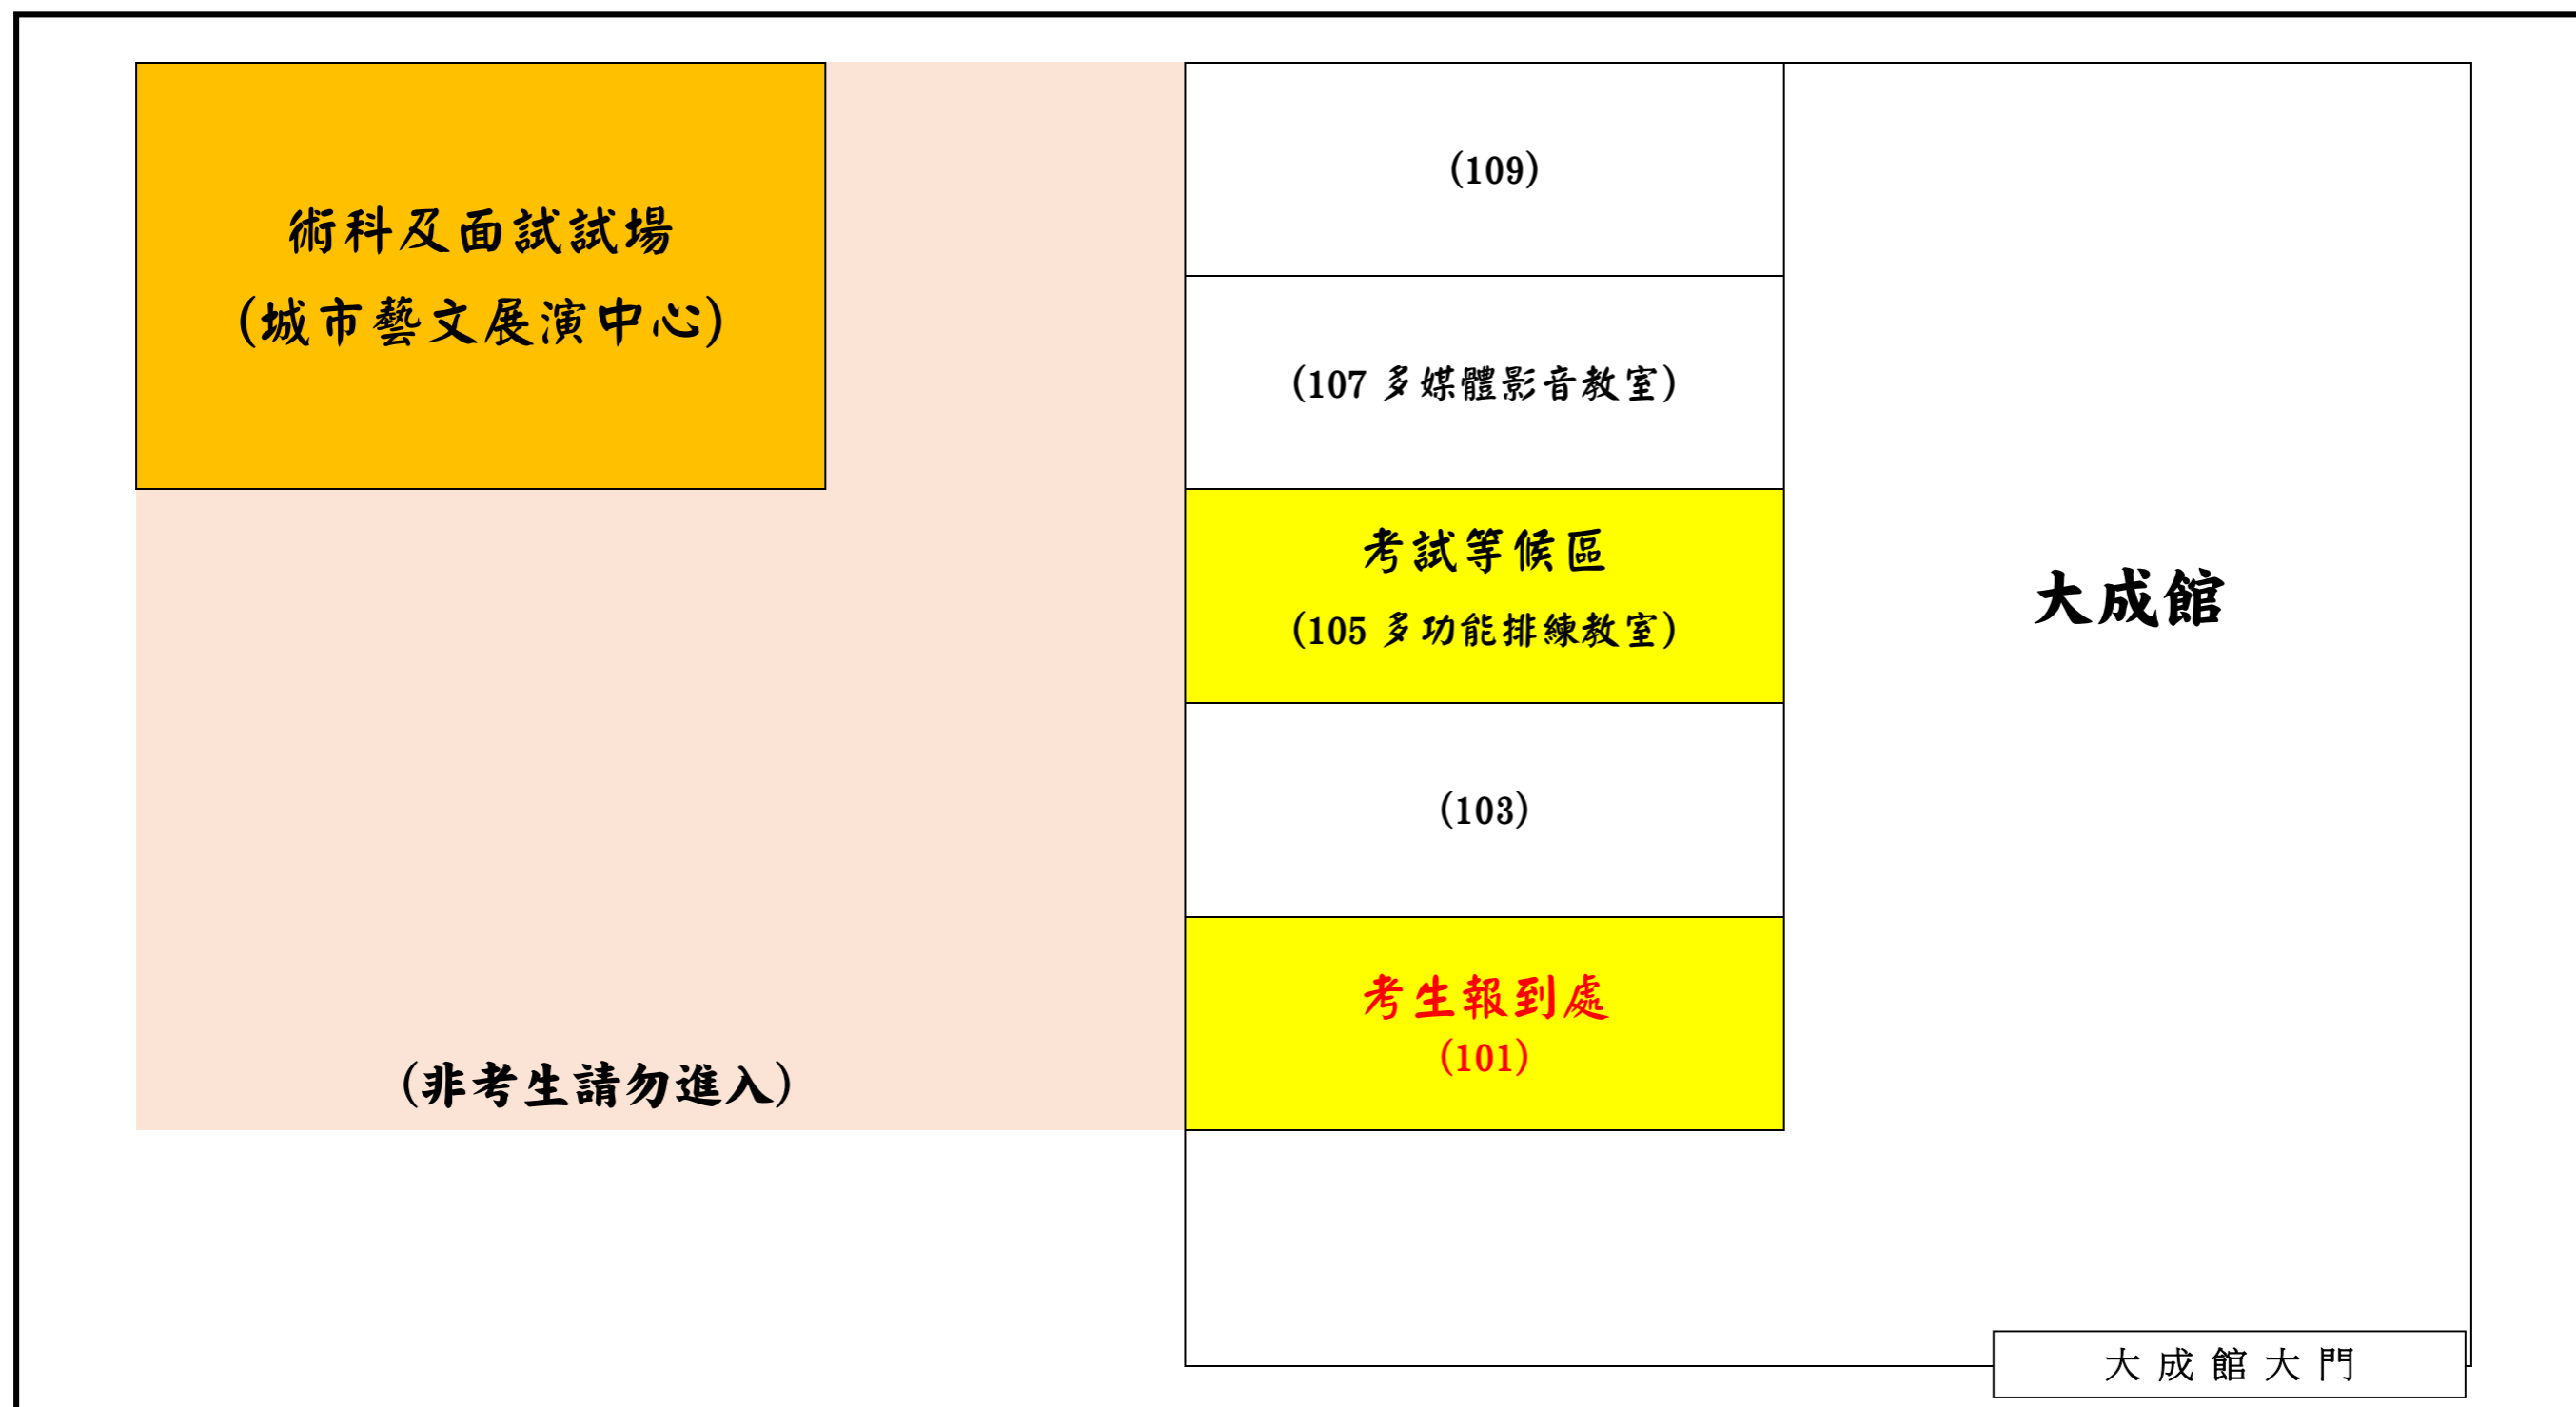 術科及面試試場
(城市藝文展演中心)
(非考生請勿進入)
(109)
(107 多媒體影音教室)
考試等候區
(105 多功能排練教室)
(103)
考生報到處
(101)
大成館
大成館大門